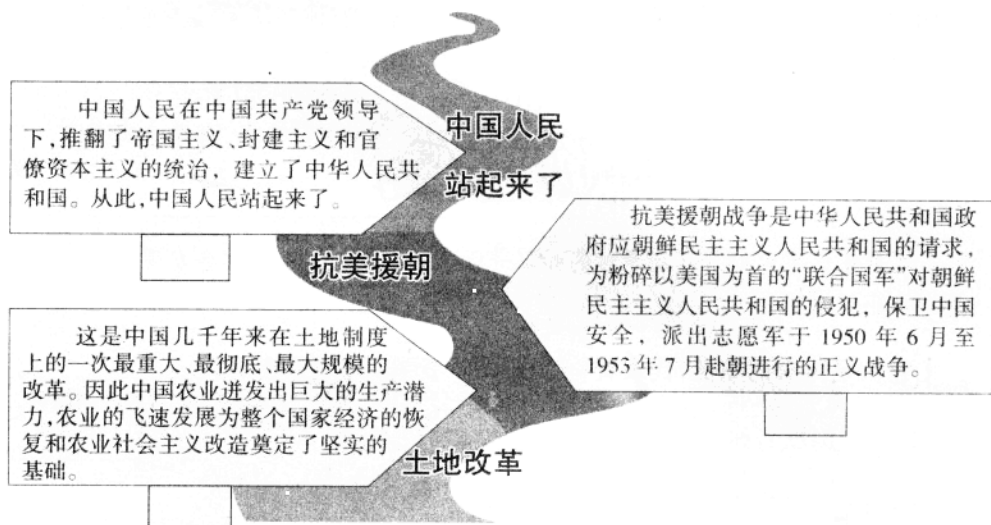 中国人民在中国共产党领导
下,推翻了帝国主义、封建主义和官
僚资本主义的统治，建立了中华人民共
和国。从此,中国人民站起来了。
中国人民
站起来了
抗美援朝战争是中华人民共和国政
府应朝鲜民主主义人民共和国的请求，
为粉碎以美国为首的“联合国军”对朝鲜
民主主义人民共和国的侵犯，保卫中国
安全，派出志愿军于 1950 年 6 月至
1953 年 7 月赴朝进行的正义战争。
抗美援朝
这是中国几千年来在土地制度
上的一次最重大、最彻底、最大规模的
改革。因此中国农业迸发出巨大的生产潜
力,农业的飞速发展为整个国家经济的恢
复和农业社会主义改造奠定了坚实的
基础。
土地改革